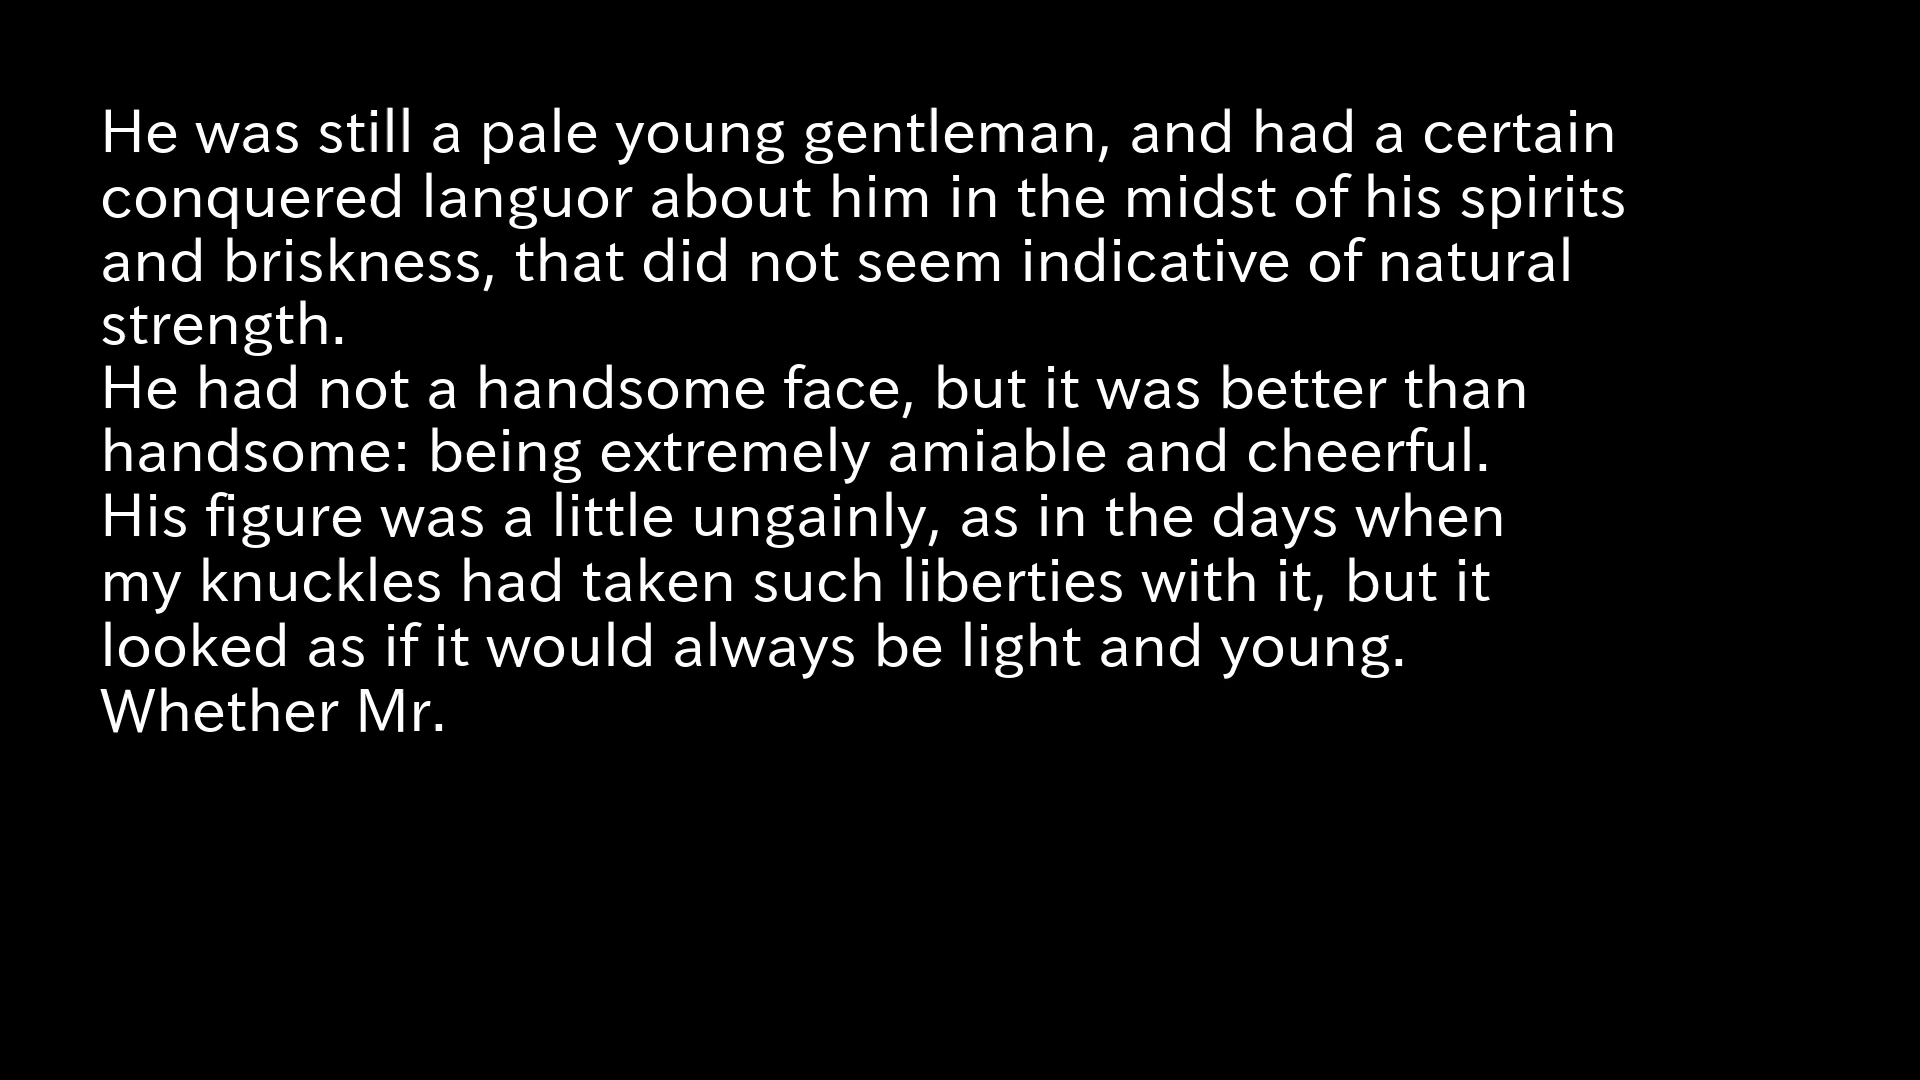 He was still a pale young gentleman, and had a certain
conquered languor about him in the midst of his spirits
and briskness, that did not seem indicative of natural
strength.
He had not a handsome face, but it was better than
handsome: being extremely amiable and cheerful.
His figure was a little ungainly, as in the days when
my knuckles had taken such liberties with it, but it
looked as if it would always be light and young.
Whether Mr.